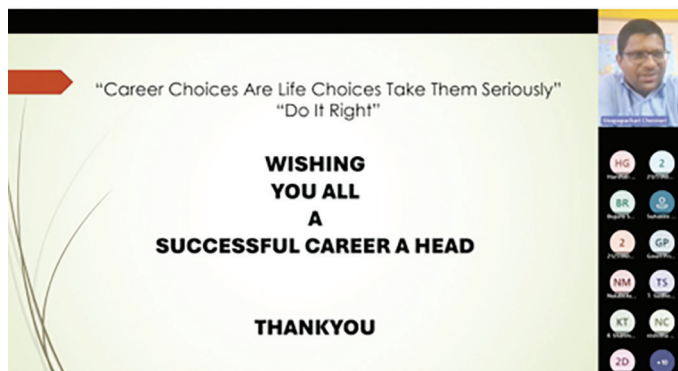 “Career Choices Are Life Choices Take Them Seriously”
“Do It Right”
WISHING
YOU ALL
A
SUCCESSFUL CAREER A HEAD
THANKYOU
HG
2
BR
2
GP
NM
TS
KT
NC
2D
+10